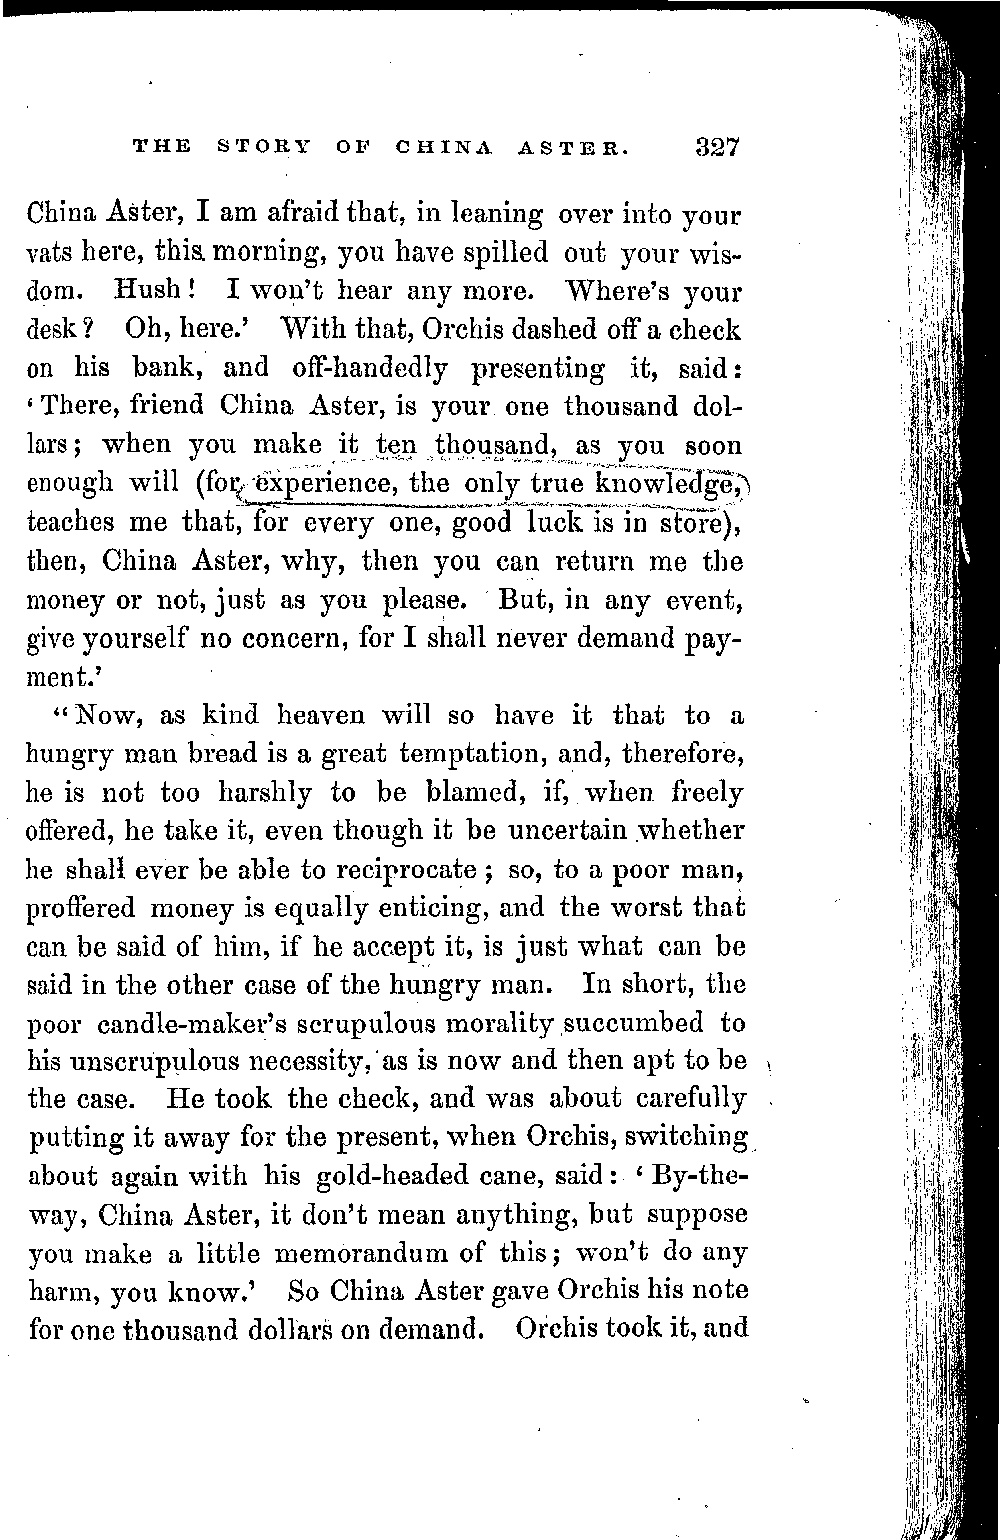 THE STORY OF CHINA ASTER. 327
China Aster, I am afraid that, in leaning over into your
vats here, this morning, you have spilled out your wis-
dom. Hush! I won't hear any more. Where's your
desk? Oh, here.' With that, Orchis dashed off a check
on his bank, and off-handedly presenting it, said:
'There, friend China Aster, is your one thousand dol-
lars; when you make it ten thousand, as you soon
enough will (for, experience, the only true knowledge,
teaches me that, for every one, good luck is in store),
then, China Aster, why, then you can return me the
money or not, just as you please. But, in any event,
give yourself no concern, for I shall never demand pay-
ment.'
"Now, as kind heaven will so have it that to a
hungry man bread is a great temptation, and, therefore,
he is not too harshly to be blamed, if, when freely
offered, he take it, even though it be uncertain whether
he shall ever be able to reciprocate; so, to a poor man,
proffered money is equally enticing, and the worst that
can be said of him, if he accept it, is just what can be
said in the other case of the hungry man. In short, the
poor candle-maker's scrupulous morality succumbed to
his unscrupulous necessity, as is now and then apt to be
the case. He took the check, and was about carefully
putting it away for the present, when Orchis, switching
about again with his gold-headed cane, said: 'By-the-
way, China Aster, it don't mean anything, but suppose
you make a little memorandum of this; won't do any
harm, you know.' So China Aster gave Orchis his note
for one thousand dollars on demand. Orchis took it, and